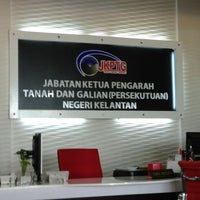 JKPTG
JABATAN KETUA PENGARAH
TANAH DAN GALIAN (PERSEKUTUAN)
NEGERI KELANTAN